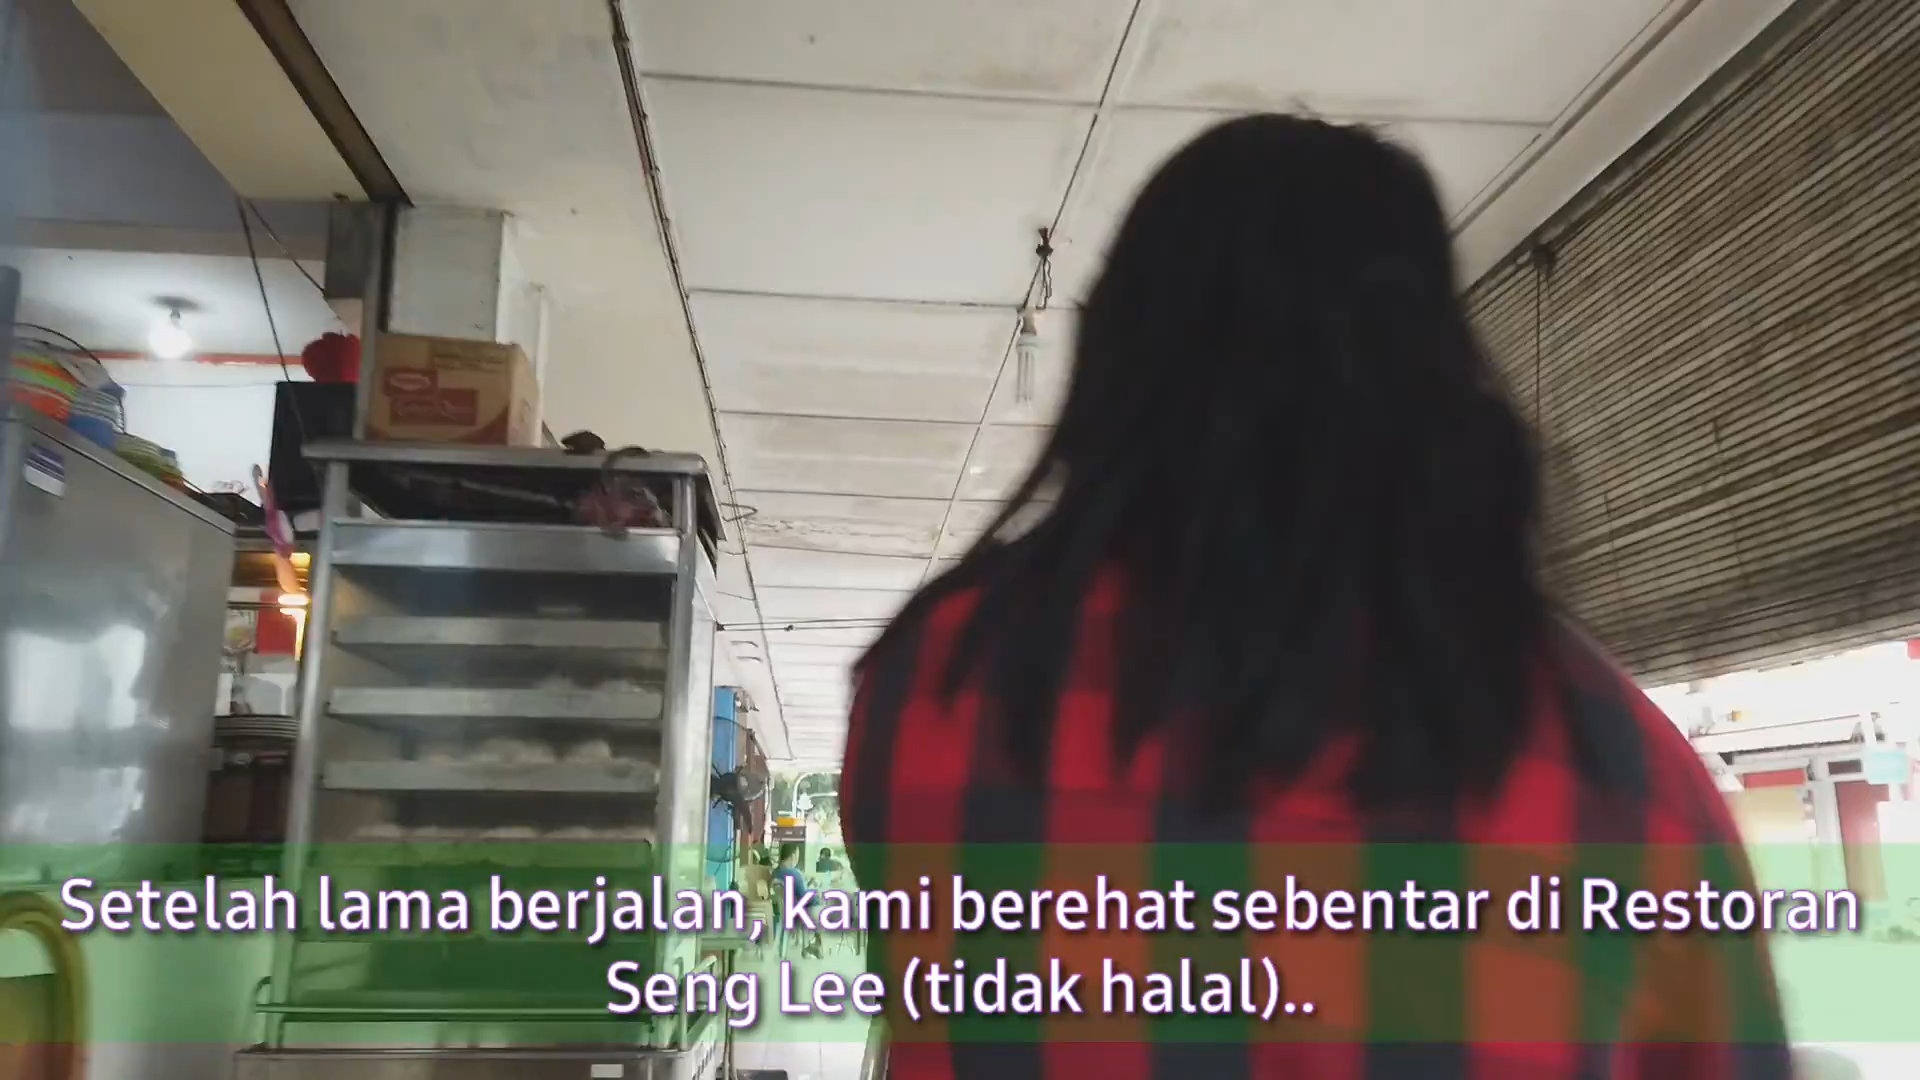 Setelah lama berjalan, kami berehat sebentar di Restoran
Seng Lee (tidak halal)..